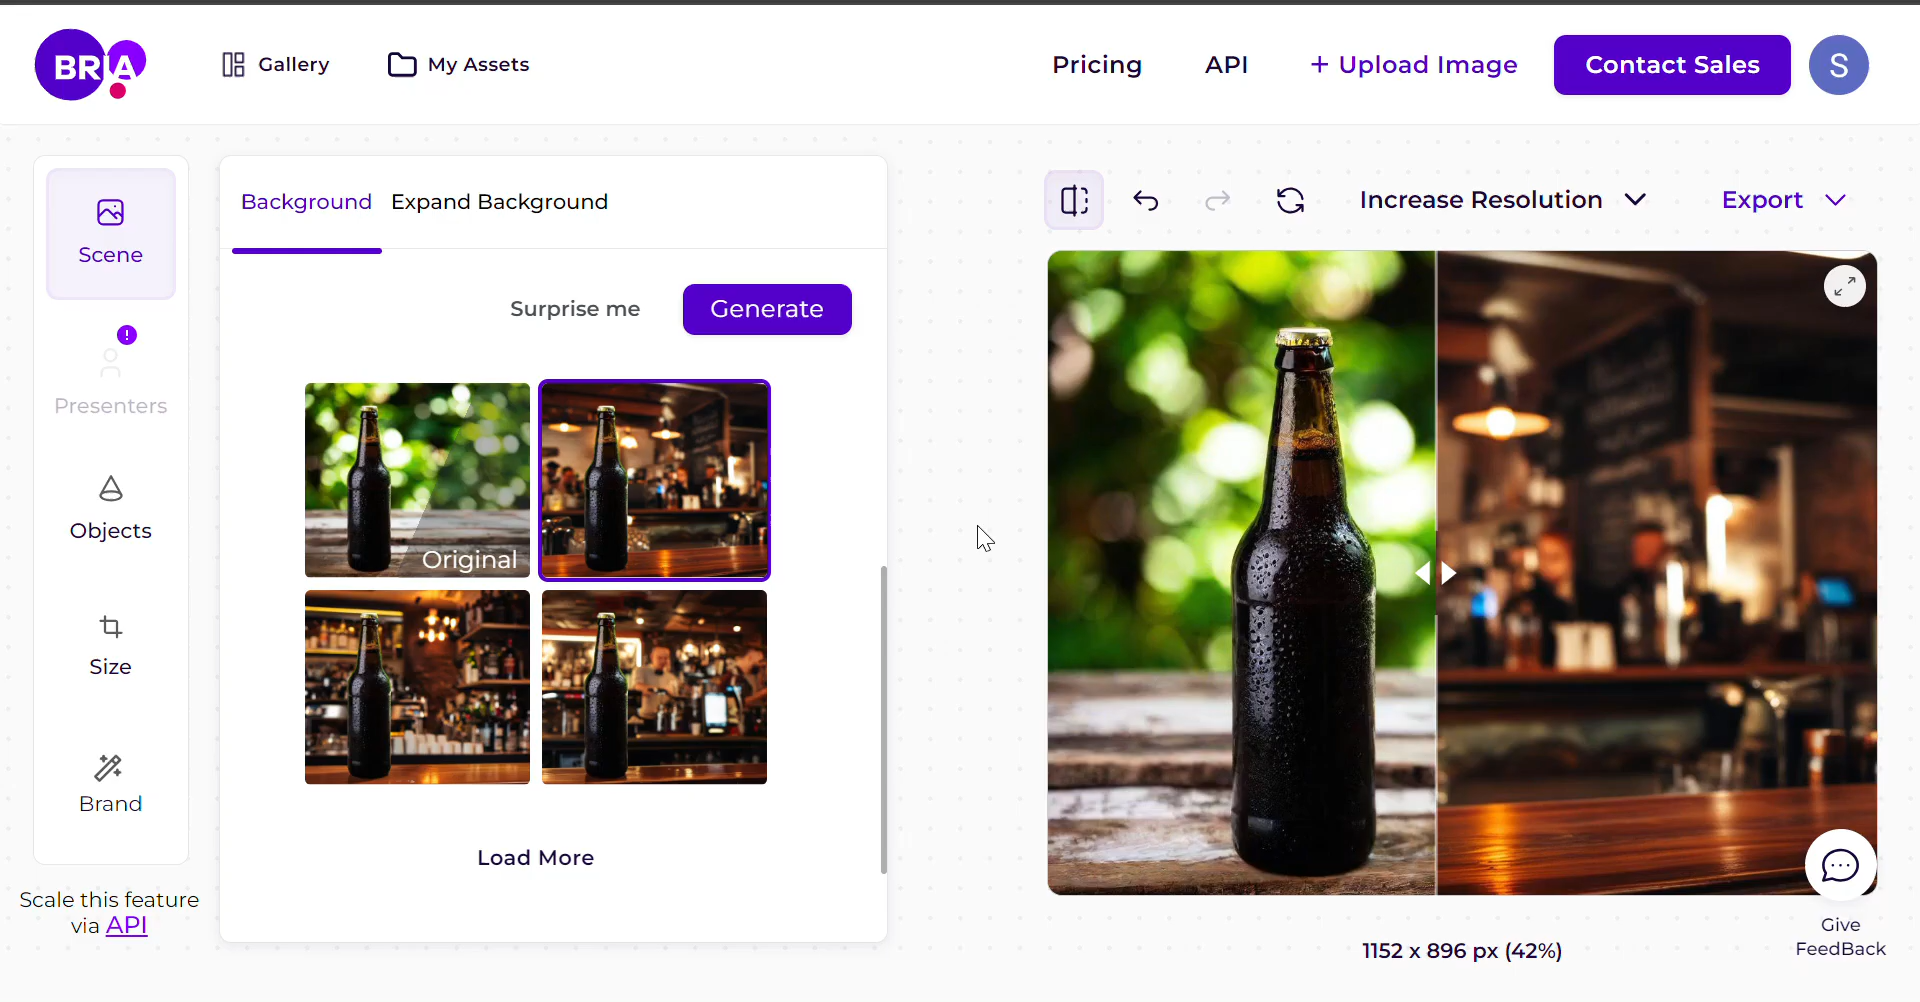 BRIA
Gallery
My Assets
Pricing
API
+ Upload Image
Contact Sales
S
Scene
!
Presenters
Objects
Size
Brand
Scale this feature
via API
Background
Expand Background
Surprise me
Generate
Original
Load More
Increase Resolution
Export
1152 x 896 px (42%)
Give
FeedBack